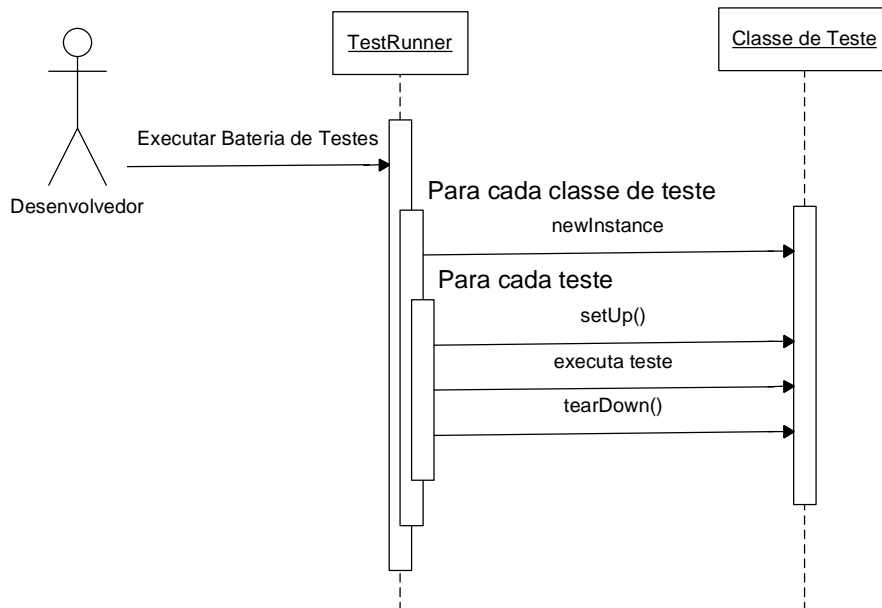 TestRunner
Classe de Teste
Executar Bateria de Testes
Desenvolvedor
Para cada classe de teste
newInstance
Para cada teste
setUp()
executa teste
tearDown()